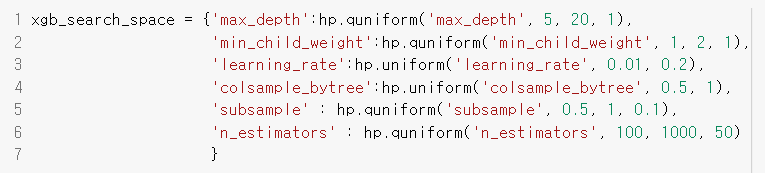 1 xgb_search_space = {'max_depth':hp.quniform('max_depth', 5, 20, 1),
2 'min_child_weight':hp.quniform('min_child_weight', 1, 2, 1),
3 'learning_rate':hp.uniform('learning_rate', 0.01, 0.2),
4 'colsample_bytree':hp.uniform('colsample_bytree', 0.5, 1),
5 'subsample' : hp.quniform('subsample', 0.5, 1, 0.1),
6 'n_estimators' : hp.quniform('n_estimators', 100, 1000, 50)
7 }